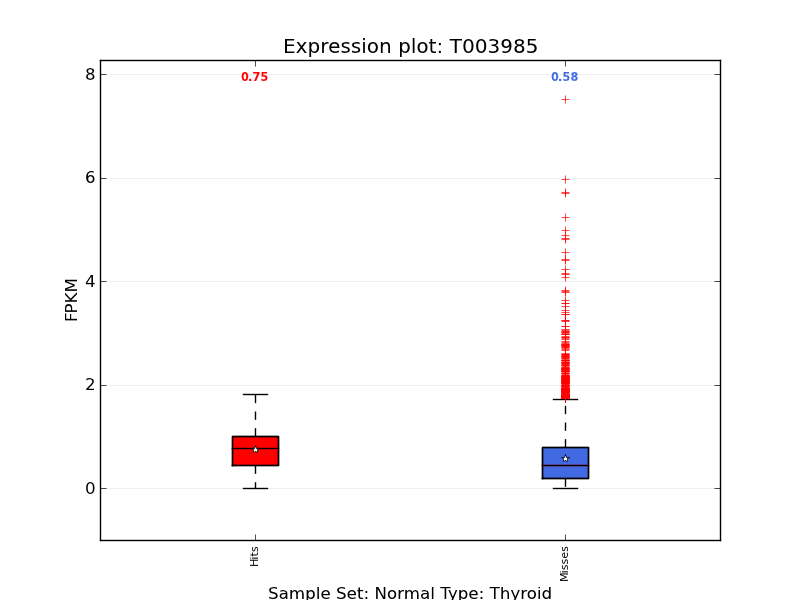 Expression plot: T003985
0.75
0.58
8
6
4
2
0
FPKM
Hits
Misses
Sample Set: Normal Type: Thyroid